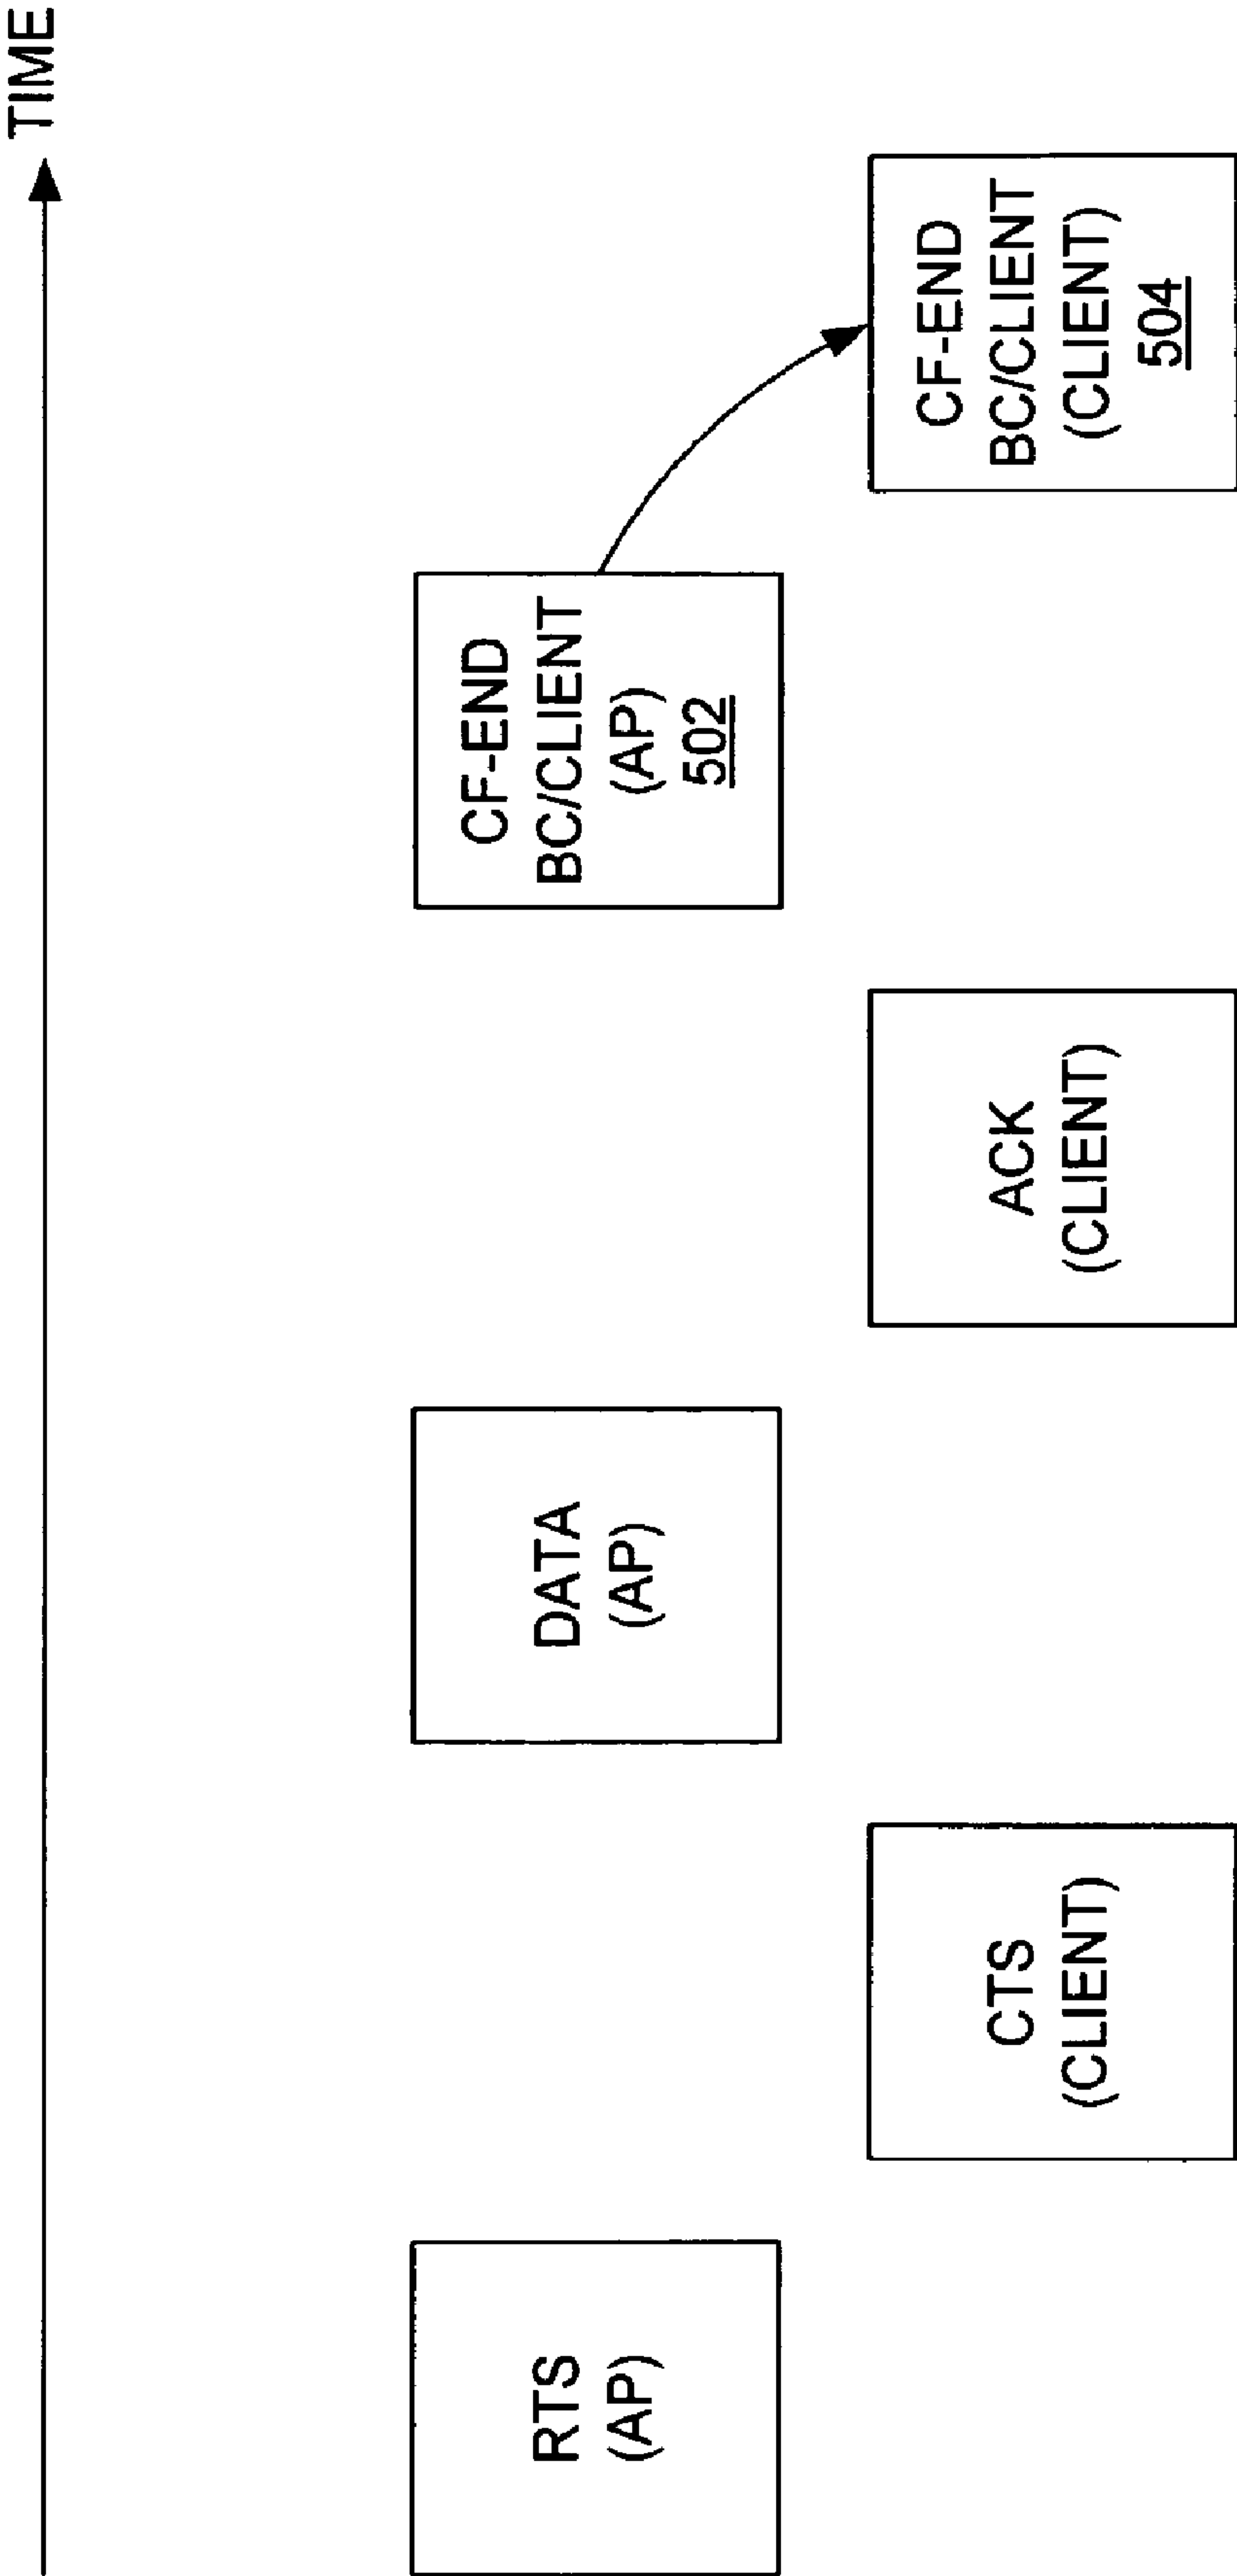 TIME
RTS
(AP)
CTS
(CLIENT)
DATA
(AP)
ACK
(CLIENT)
CF-END
BC/CLIENT
(AP)
502
CF-END
BC/CLIENT
(CLIENT)
504